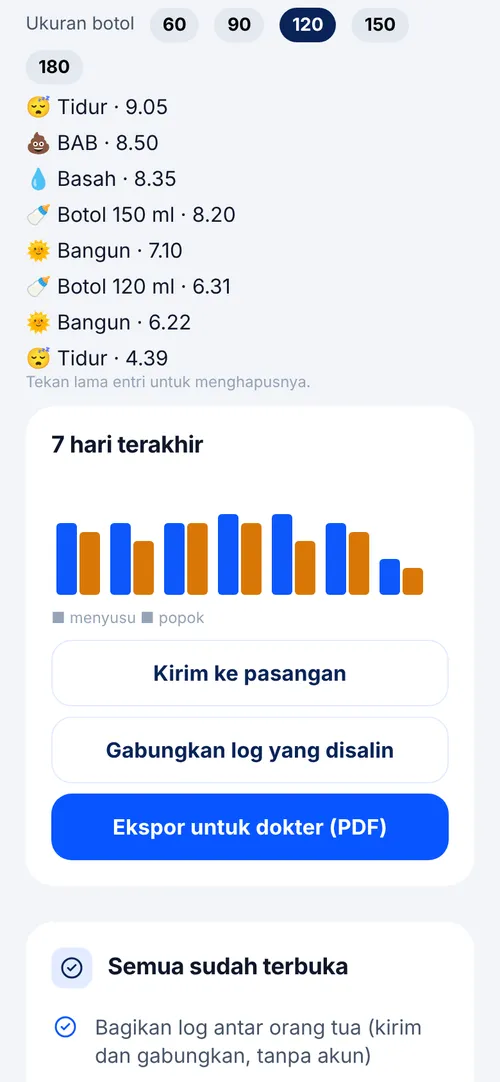 Ukuran botol 60 90 120 150
180
😴 Tidur · 9.05
💩 BAB · 8.50
💧 Basah · 8.35
🍼 Botol 150 ml · 8.20
🌞 Bangun · 7.10
🍼 Botol 120 ml · 6.31
🌞 Bangun · 6.22
😴 Tidur · 4.39
Tekan lama entri untuk menghapusnya.
7 hari terakhir
■ menyusu ■ popok
Kirim ke pasangan
Gabungkan log yang disalin
Ekspor untuk dokter (PDF)
Semua sudah terbuka
Bagikan log antar orang tua (kirim
dan gabungkan, tanpa akun)